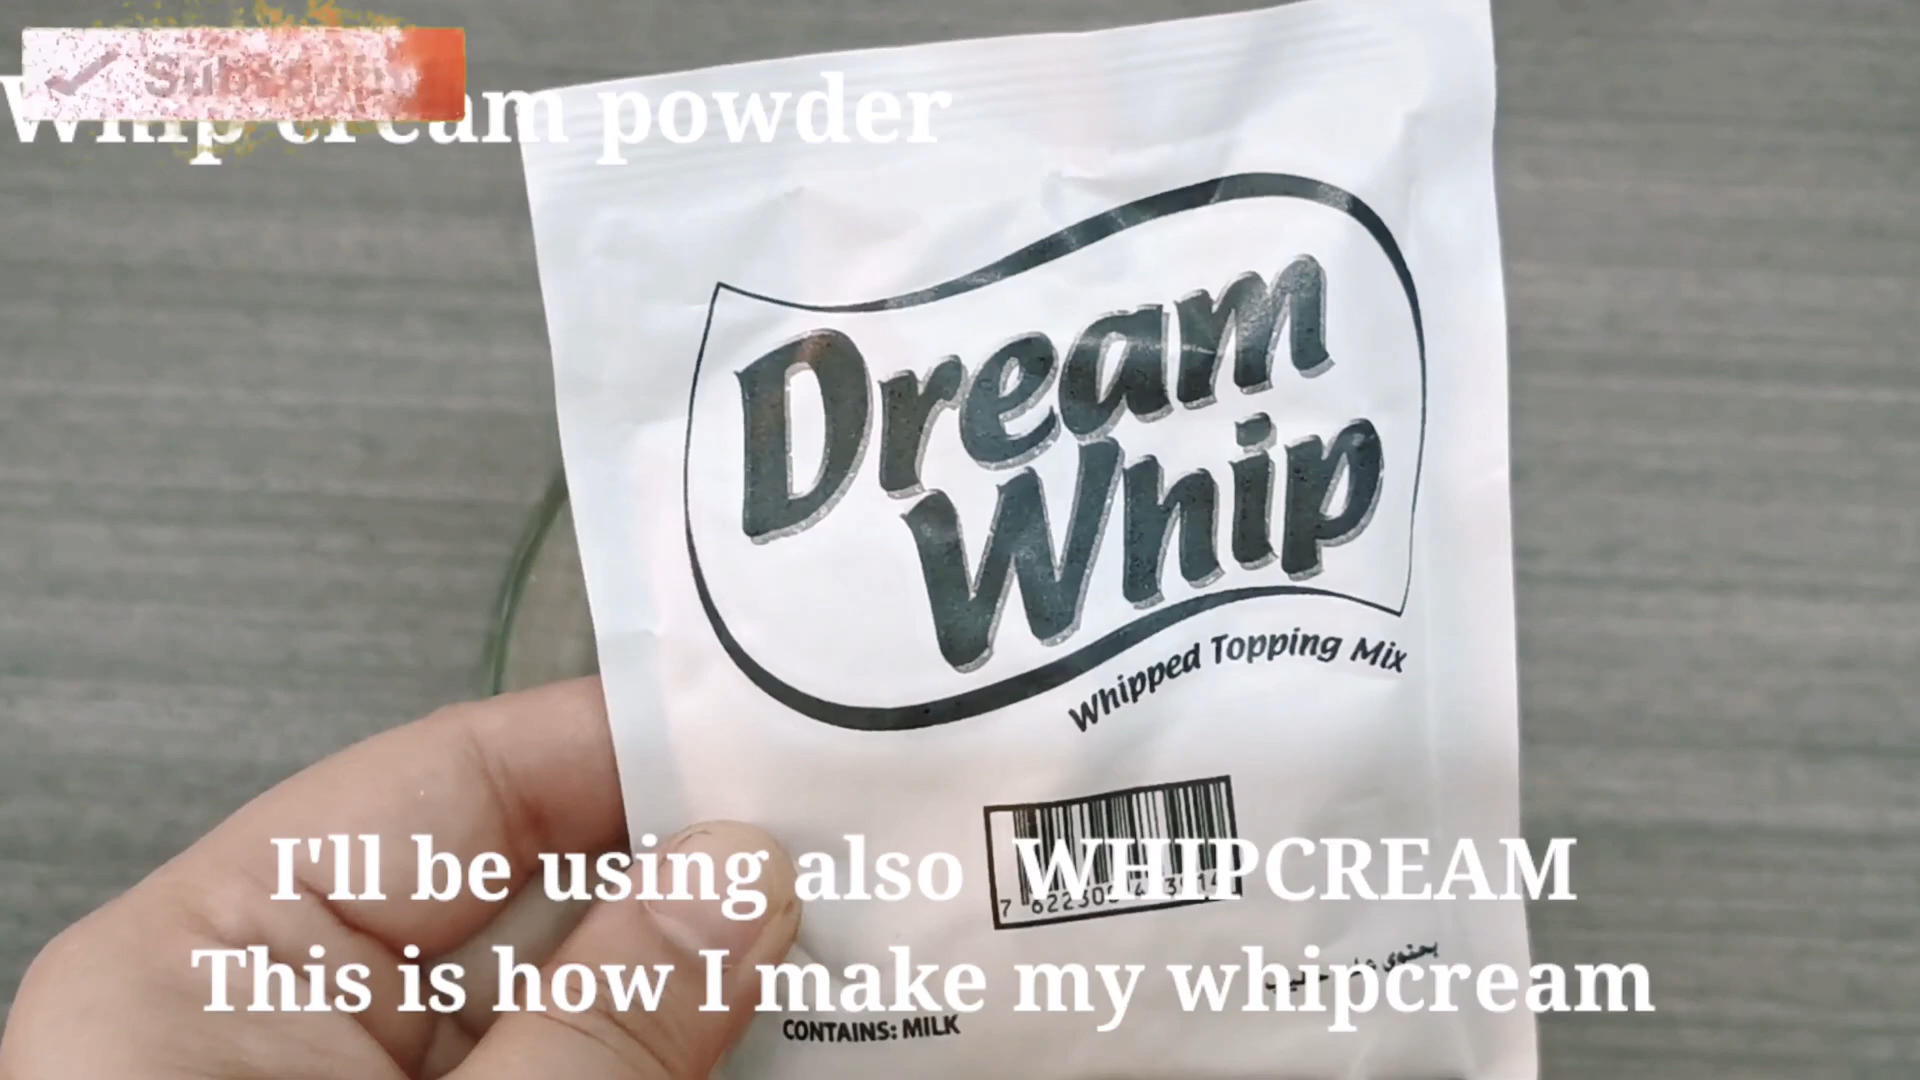 Subscribe
Whip cream powder
Dream
Whip
Whipped Topping Mix
I'll be using also WHIPCREAM
This is how I make my whipcream
CONTAINS: MILK